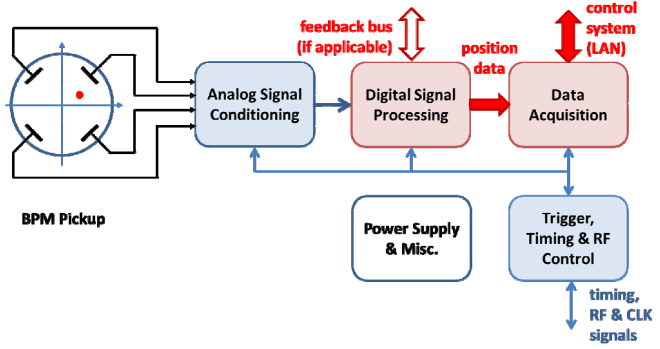 feedback bus
(if applicable)
control
system
(LAN)
position
data
Analog Signal
Conditioning
Digital Signal
Processing
Data
Acquisition
BPM Pickup
Power Supply
& Misc.
Trigger,
Timing & RF
Control
timing,
RF & CLK
signals